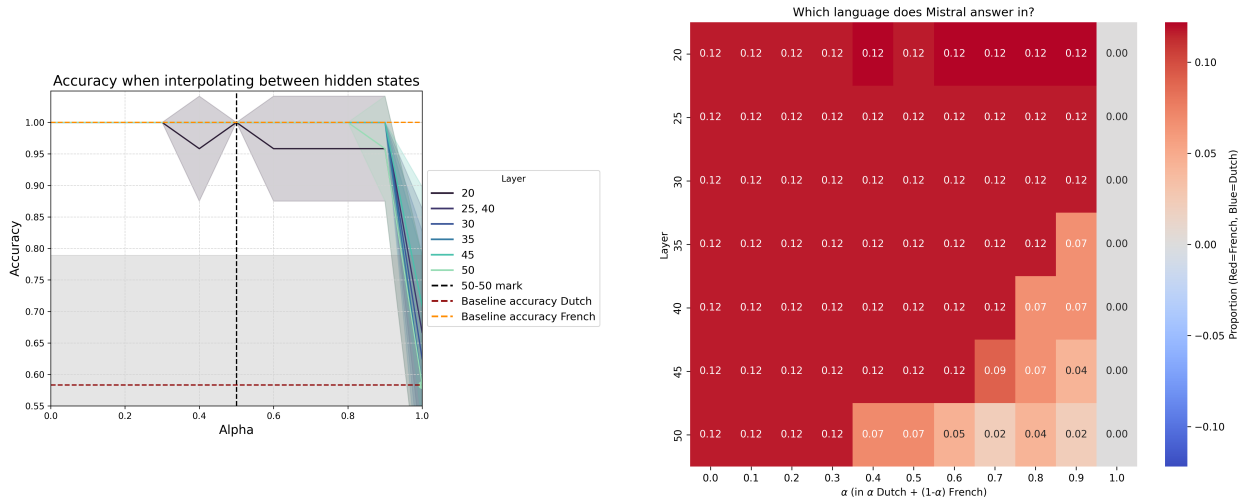 Accuracy when interpolating between hidden states
Accuracy
1.00
0.95
0.90
0.85
0.80
0.75
0.70
0.65
0.60
0.55
0.0 0.2 0.4 0.6 0.8 1.0
Alpha
Layer
20
25, 40
30
35
45
50
50-50 mark
Baseline accuracy Dutch
Baseline accuracy French
Which language does Mistral answer in?
Layer
20 0.12 0.12 0.12 0.12 0.12 0.12 0.12 0.12 0.12 0.12 0.00
25 0.12 0.12 0.12 0.12 0.12 0.12 0.12 0.12 0.12 0.12 0.00
30 0.12 0.12 0.12 0.12 0.12 0.12 0.12 0.12 0.12 0.12 0.00
35 0.12 0.12 0.12 0.12 0.12 0.12 0.12 0.12 0.12 0.07 0.00
40 0.12 0.12 0.12 0.12 0.12 0.12 0.12 0.12 0.07 0.07 0.00
45 0.12 0.12 0.12 0.12 0.12 0.12 0.12 0.09 0.07 0.04 0.00
50 0.12 0.12 0.12 0.12 0.07 0.07 0.05 0.02 0.04 0.02 0.00
0.0 0.1 0.2 0.3 0.4 0.5 0.6 0.7 0.8 0.9 1.0
α (in α Dutch + (1-α) French)
0.10
0.05
0.00
−0.05
−0.10
Proportion (Red=French, Blue=Dutch)